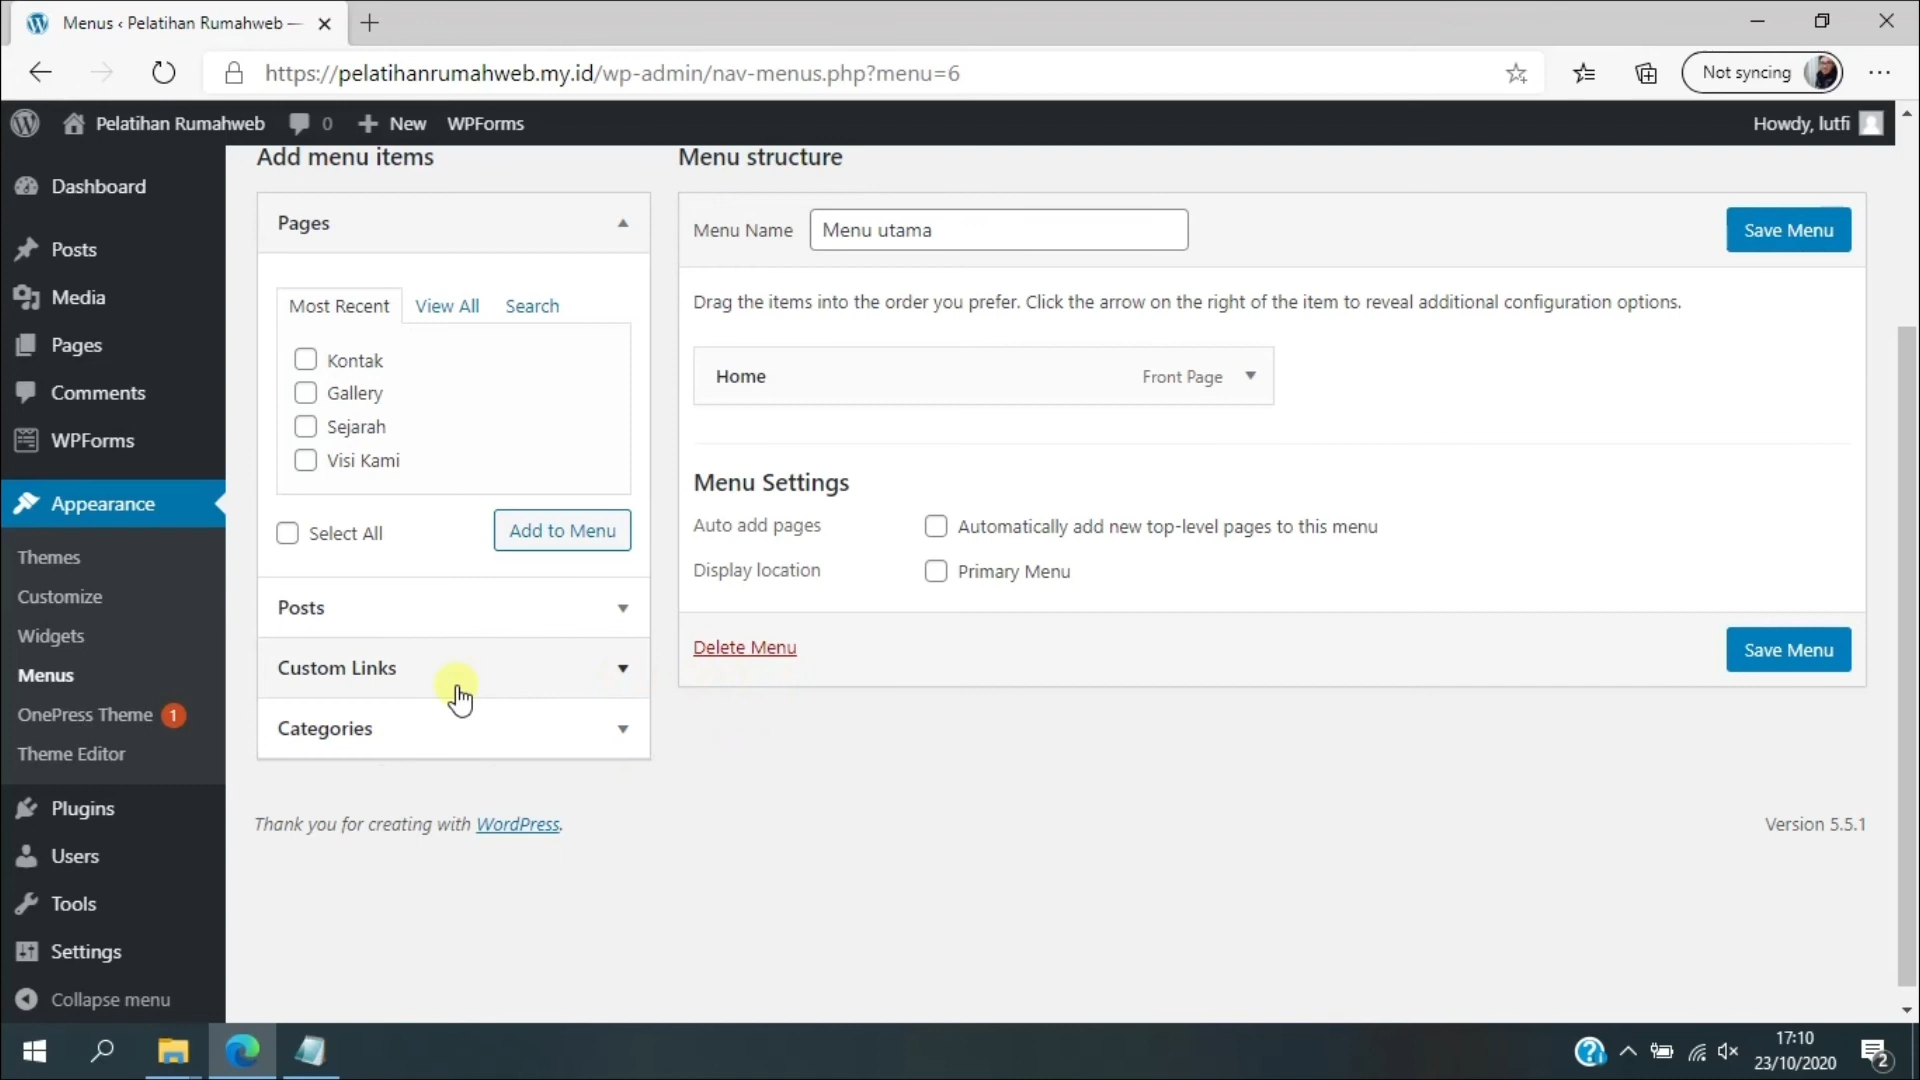 Menus ‹ Pelatihan Rumahweb —
https://pelatihanrumahweb.my.id/wp-admin/nav-menus.php?menu=6
Not syncing
Pelatihan Rumahweb
0
New
WPForms
Howdy, lutfi
Dashboard
Posts
Media
Pages
Comments
WPForms
Appearance
Themes
Customize
Widgets
Menus
OnePress Theme 1
Theme Editor
Plugins
Users
Tools
Settings
Collapse menu
Add menu items
Pages
Most Recent
View All
Search
Kontak
Gallery
Sejarah
Visi Kami
Select All
Add to Menu
Posts
Custom Links
Categories
Menu structure
Menu Name
Menu utama
Save Menu
Drag the items into the order you prefer. Click the arrow on the right of the item to reveal additional configuration options.
Home
Front Page
Menu Settings
Auto add pages
Automatically add new top-level pages to this menu
Display location
Primary Menu
Delete Menu
Save Menu
Thank you for creating with WordPress.
Version 5.5.1
17:10
23/10/2020
2